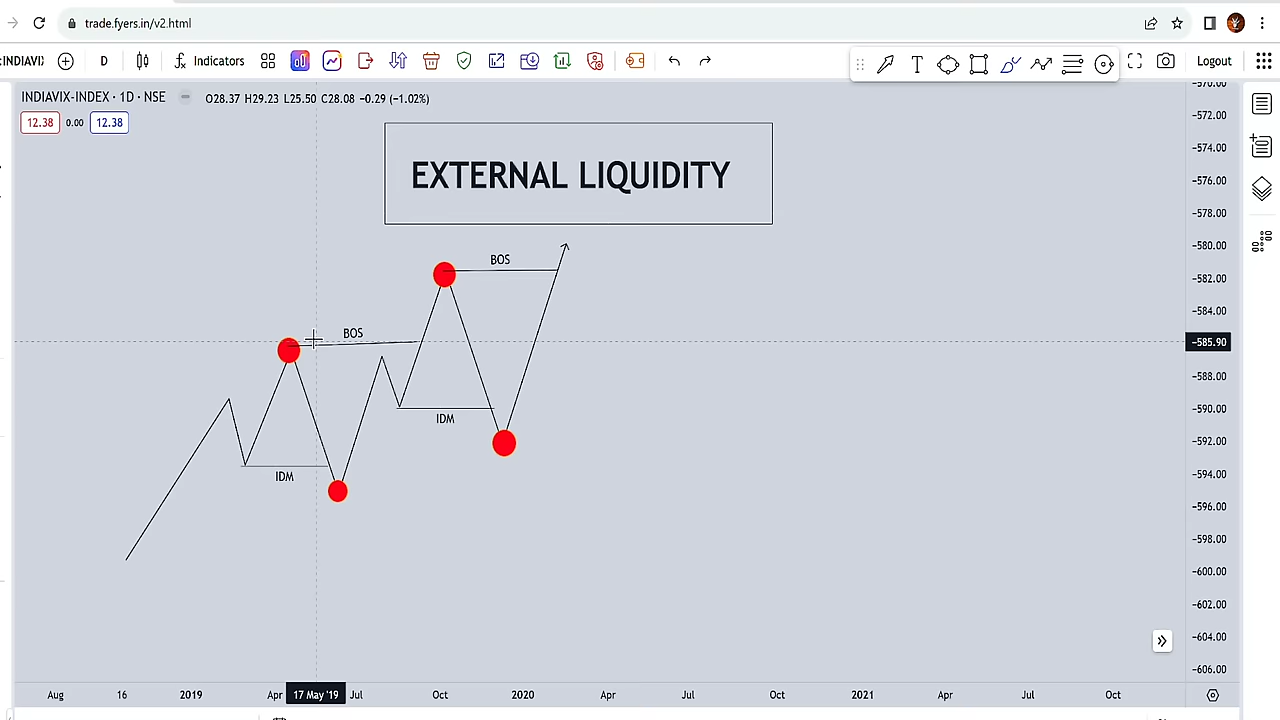 trade.fyers.in/v2.html
:INDIAVI)
D
Indicators
Logout
INDIAVIX-INDEX · 1D · NSE
O28.37 H29.23 L25.50 C28.08 −0.29 (−1.02%)
12.38 0.00 12.38
EXTERNAL LIQUIDITY
BOS
BOS
IDM
IDM
−570.00
−572.00
−574.00
−576.00
−578.00
−580.00
−582.00
−584.00
−585.90
−588.00
−590.00
−592.00
−594.00
−596.00
−598.00
−600.00
−602.00
−604.00
−606.00
Aug 16 2019 Apr 17 May '19 Jul Oct 2020 Apr Jul Oct 2021 Apr Jul Oct